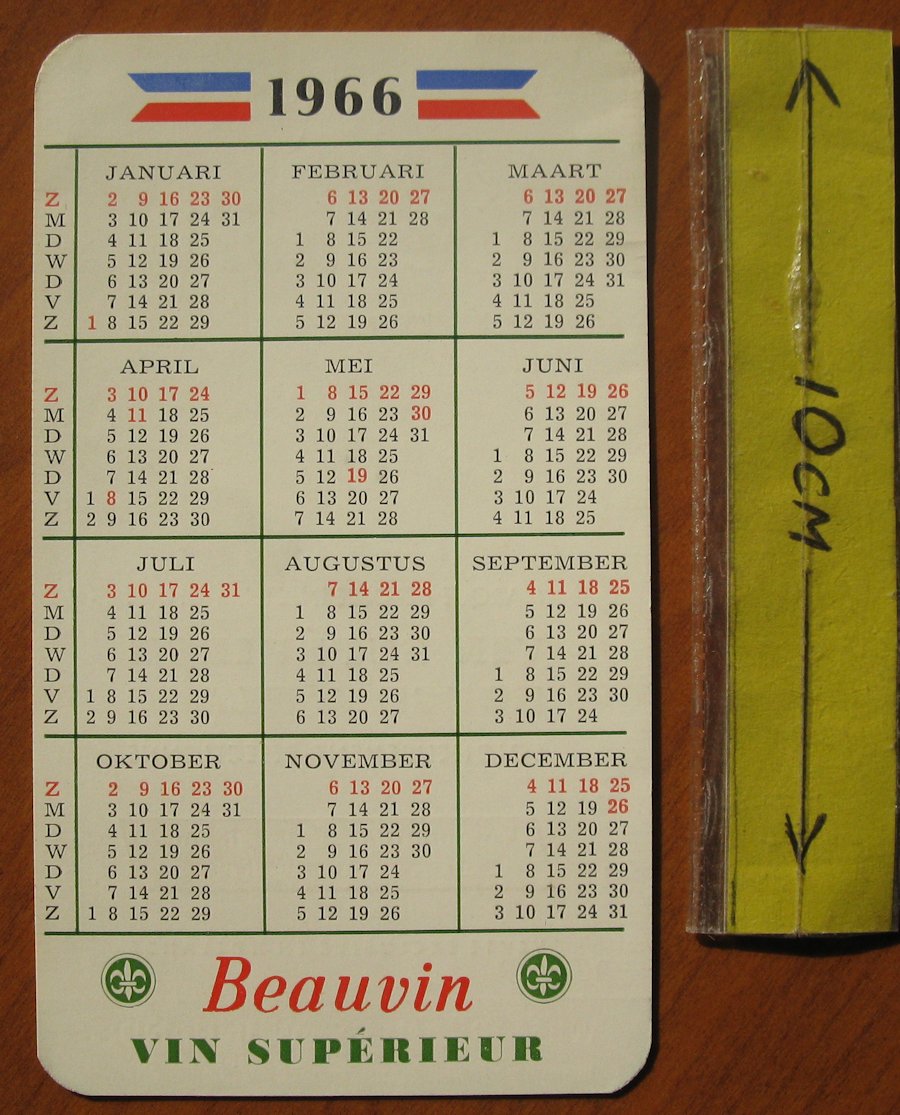 1966
JANUARI FEBRUARI MAART
Z 2 9 16 23 30 6 13 20 27 6 13 20 27
M 3 10 17 24 31 7 14 21 28 7 14 21 28
D 4 11 18 25 1 8 15 22 1 8 15 22 29
W 5 12 19 26 2 9 16 23 2 9 16 23 30
D 6 13 20 27 3 10 17 24 3 10 17 24 31
V 7 14 21 28 4 11 18 25 4 11 18 25
Z 1 8 15 22 29 5 12 19 26 5 12 19 26
APRIL MEI JUNI
Z 3 10 17 24 1 8 15 22 29 5 12 19 26
M 4 11 18 25 2 9 16 23 30 6 13 20 27
D 5 12 19 26 3 10 17 24 31 7 14 21 28
W 6 13 20 27 4 11 18 25 1 8 15 22 29
D 7 14 21 28 5 12 19 26 2 9 16 23 30
V 1 8 15 22 29 6 13 20 27 3 10 17 24
Z 2 9 16 23 30 7 14 21 28 4 11 18 25
JULI AUGUSTUS SEPTEMBER
Z 3 10 17 24 31 7 14 21 28 4 11 18 25
M 4 11 18 25 1 8 15 22 29 5 12 19 26
D 5 12 19 26 2 9 16 23 30 6 13 20 27
W 6 13 20 27 3 10 17 24 31 7 14 21 28
D 7 14 21 28 4 11 18 25 1 8 15 22 29
V 1 8 15 22 29 5 12 19 26 2 9 16 23 30
Z 2 9 16 23 30 6 13 20 27 3 10 17 24
OKTOBER NOVEMBER DECEMBER
Z 2 9 16 23 30 6 13 20 27 4 11 18 25
M 3 10 17 24 31 7 14 21 28 5 12 19 26
D 4 11 18 25 1 8 15 22 29 6 13 20 27
W 5 12 19 26 2 9 16 23 30 7 14 21 28
D 6 13 20 27 3 10 17 24 1 8 15 22 29
V 7 14 21 28 4 11 18 25 2 9 16 23 30
Z 1 8 15 22 29 5 12 19 26 3 10 17 24 31
Beauvin
VIN SUPÉRIEUR
10CM